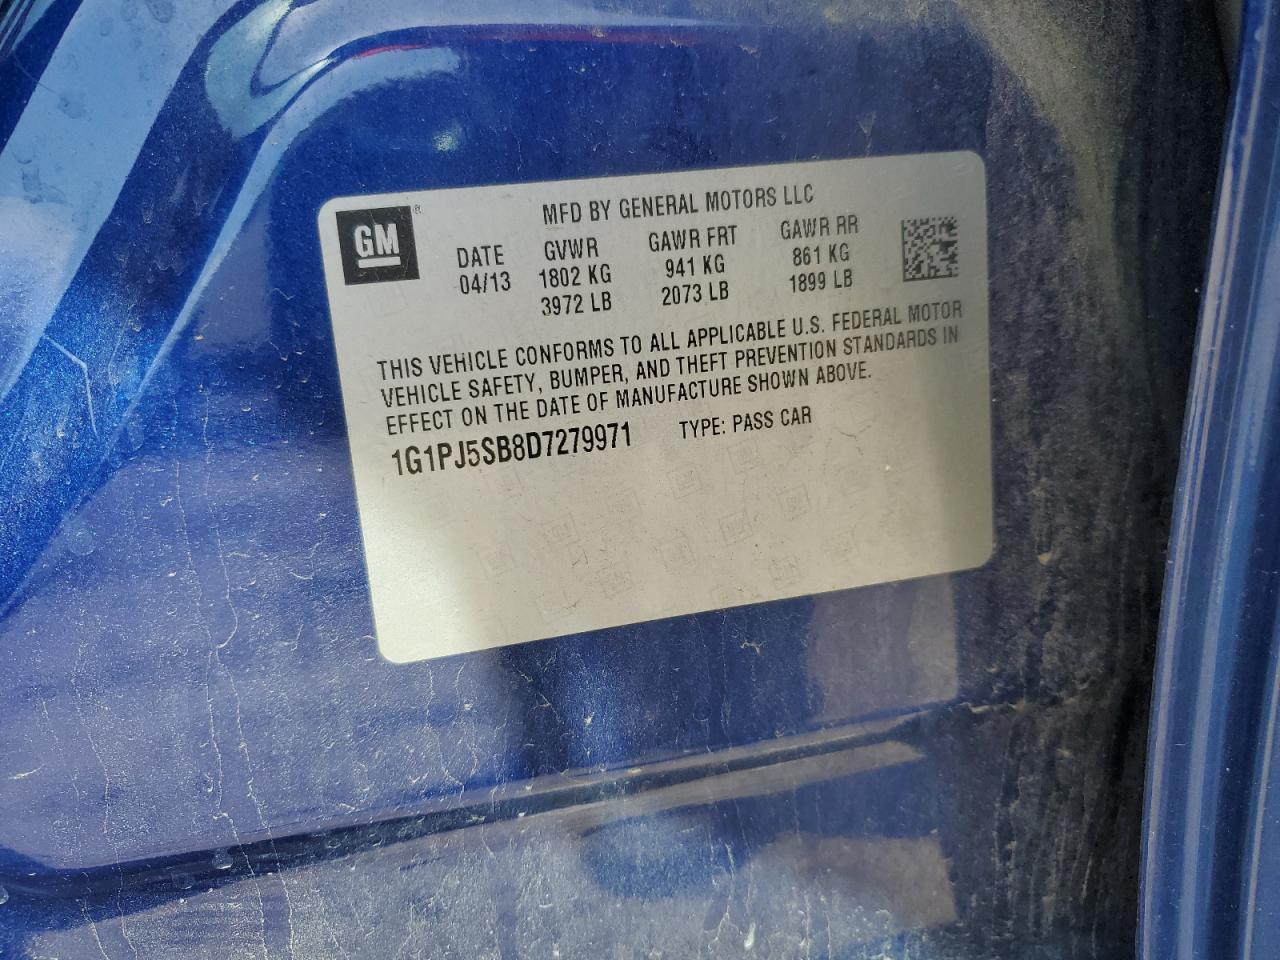 GM
MFD BY GENERAL MOTORS LLC
DATE GVWR GAWR FRT GAWR RR
04/13 1802 KG 941 KG 861 KG
3972 LB 2073 LB 1899 LB
THIS VEHICLE CONFORMS TO ALL APPLICABLE U.S. FEDERAL MOTOR
VEHICLE SAFETY, BUMPER, AND THEFT PREVENTION STANDARDS IN
EFFECT ON THE DATE OF MANUFACTURE SHOWN ABOVE.
1G1PJ5SB8D7279971 TYPE: PASS CAR